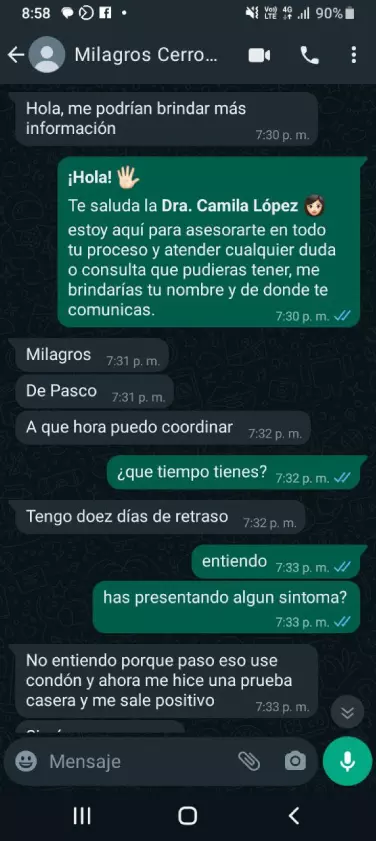 8:58
Vo))
LTE
4G
90%
Milagros Cerro...
Hola, me podrían brindar más
información
7:30 p. m.
¡Hola!
Te saluda la Dra. Camila López
estoy aquí para asesorarte en todo
tu proceso y atender cualquier duda
o consulta que pudieras tener, me
brindarías tu nombre y de donde te
comunicas.
7:30 p. m.
Milagros 7:31 p. m.
De Pasco 7:31 p. m.
A que hora puedo coordinar 7:32 p. m.
¿que tiempo tienes? 7:32 p. m.
Tengo doez días de retraso 7:32 p. m.
entiendo 7:33 p. m.
has presentando algun sintoma?
7:33 p. m.
No entiendo porque paso eso use
condón y ahora me hice una prueba
casera y me sale positivo
7:33 p. m.
Mensaje